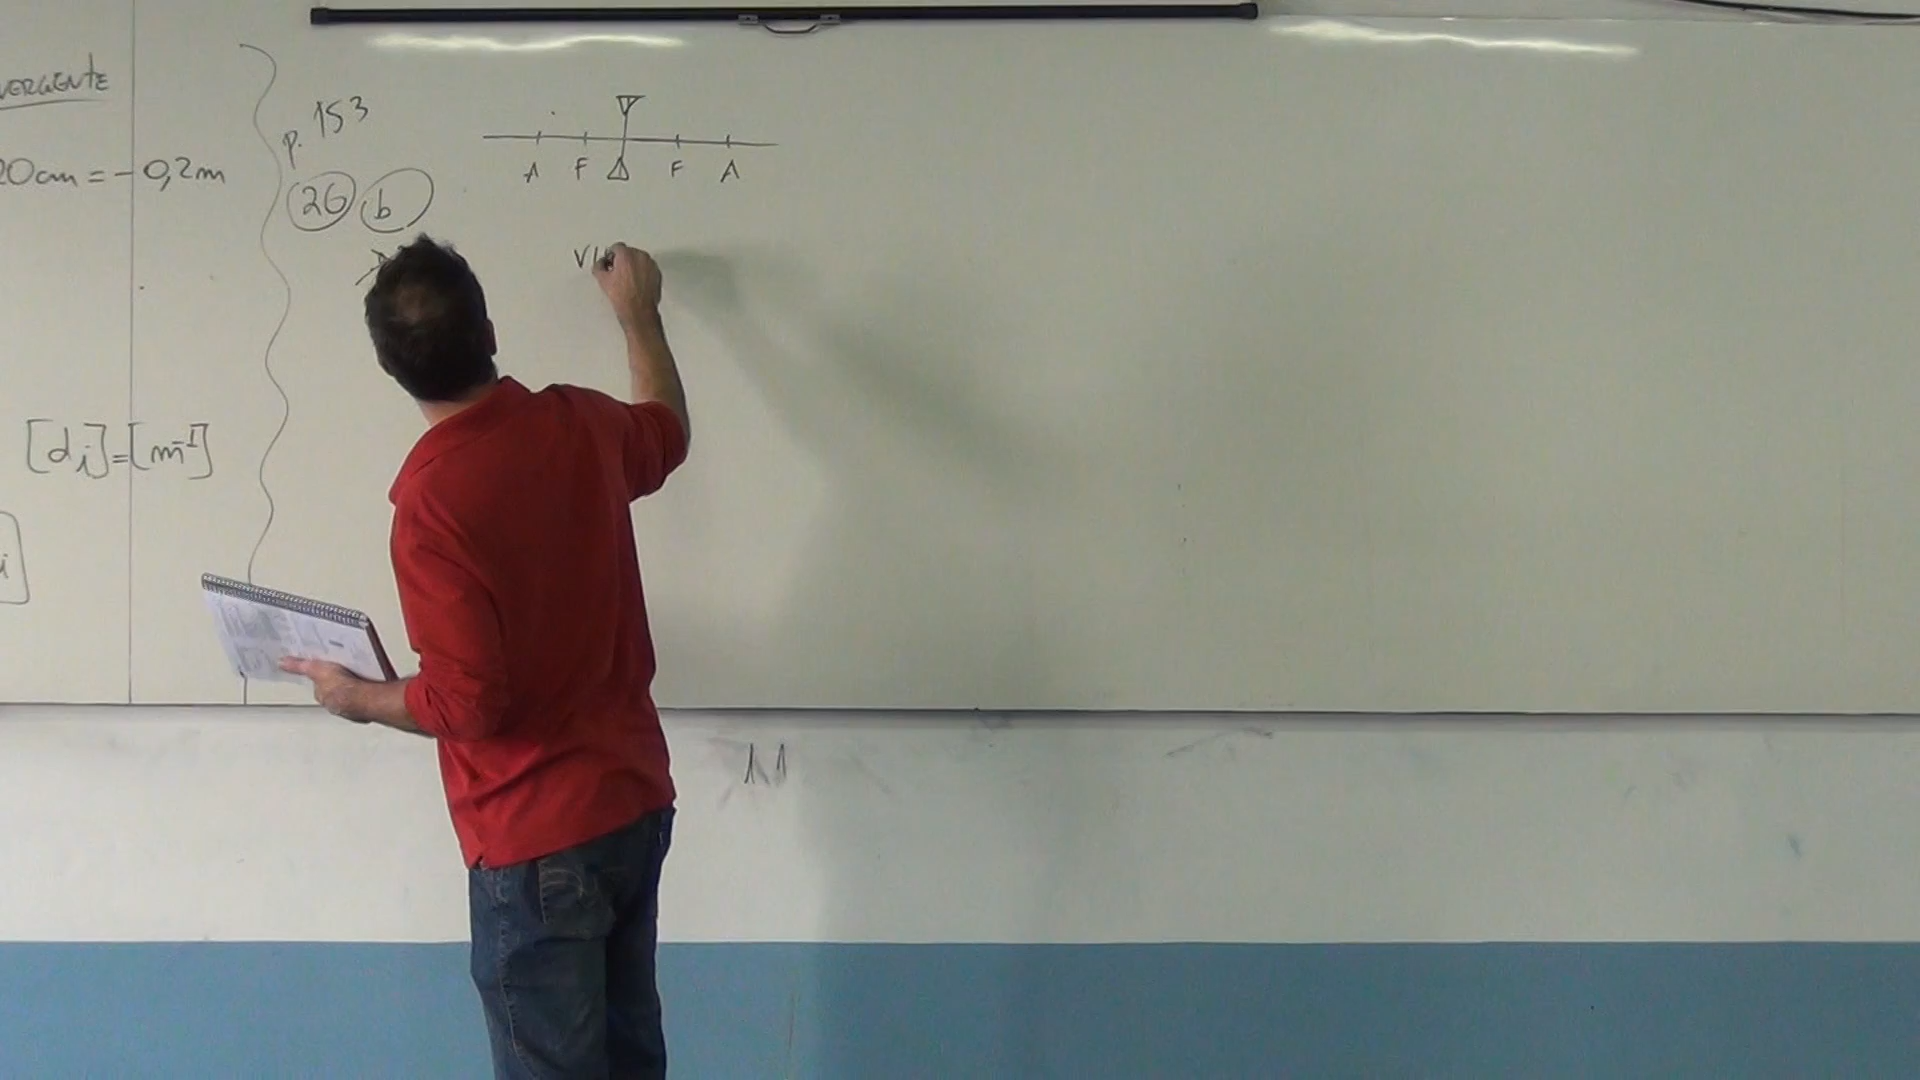 VERGENTE
20cm = - 0,2m
[di] = [m-1]
i
p. 153
26 b
A F F A